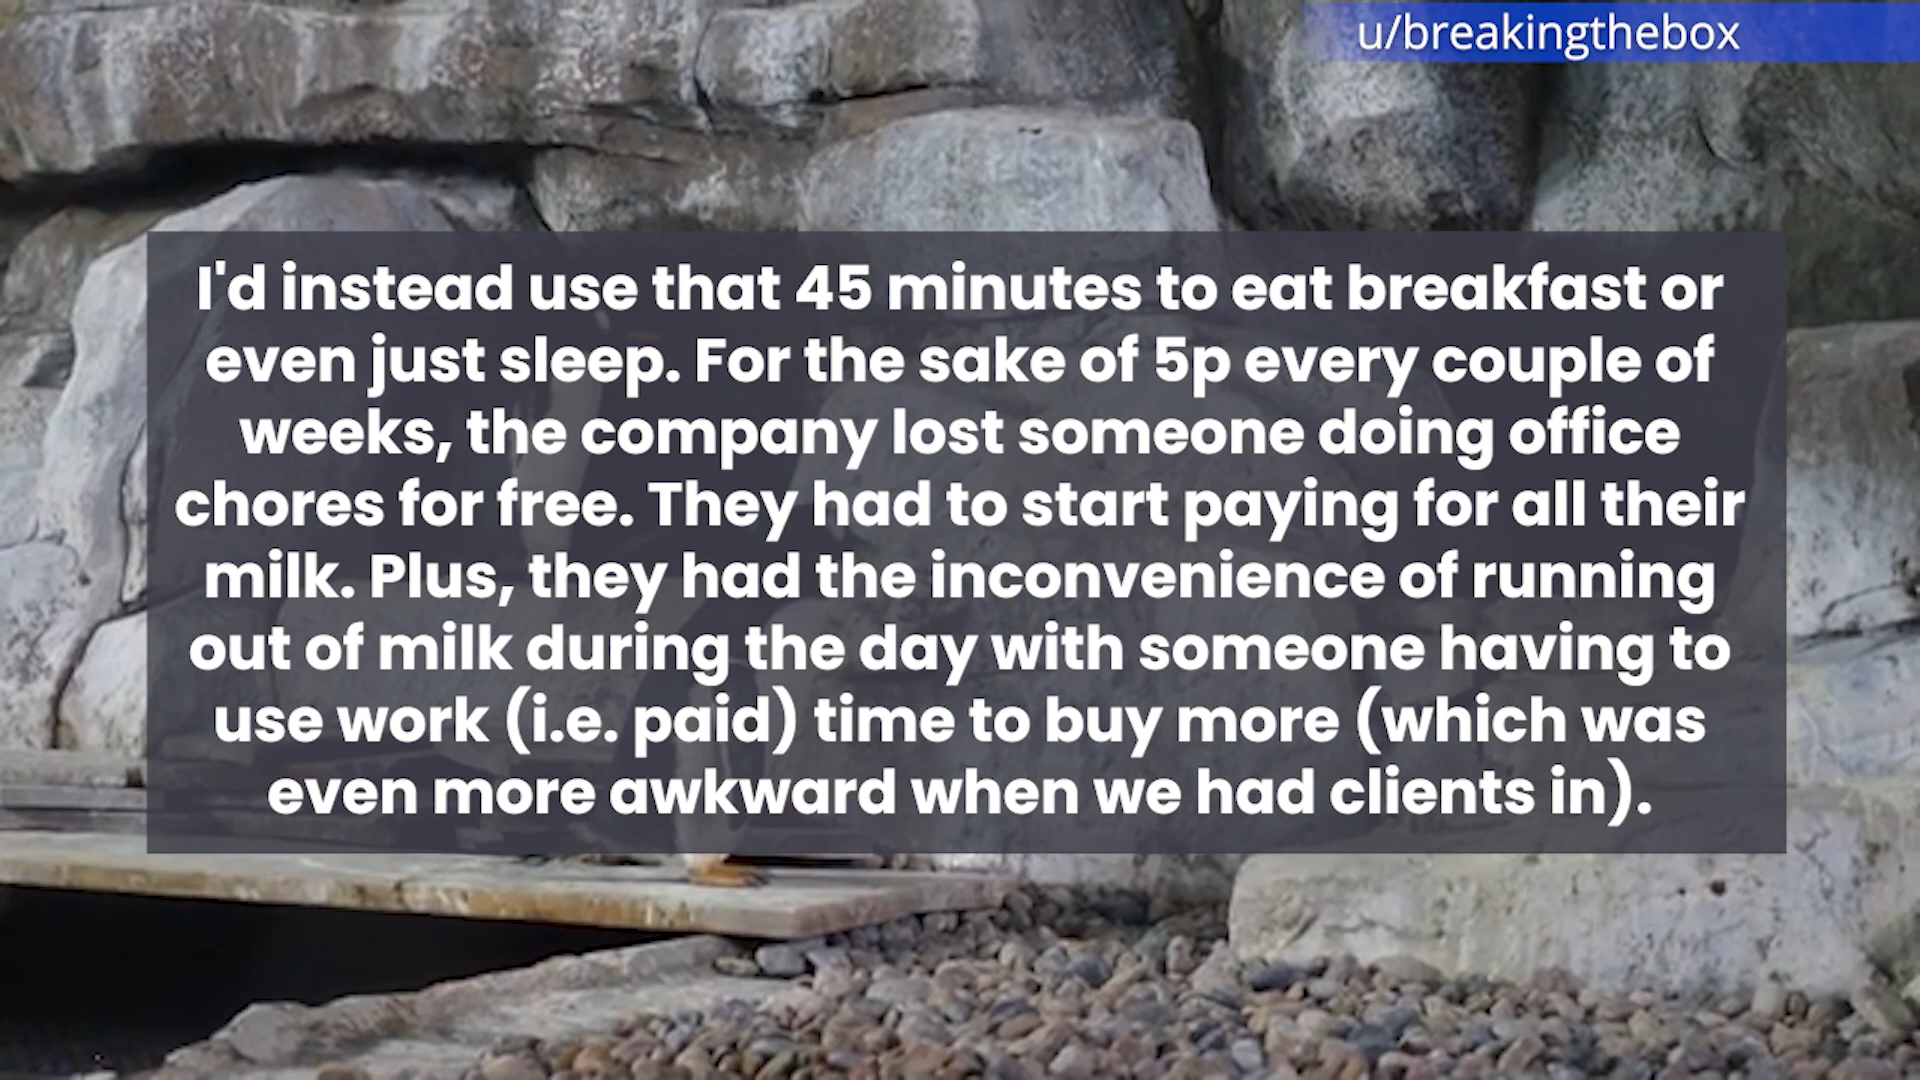 u/breakingthebox
I'd instead use that 45 minutes to eat breakfast or
even just sleep. For the sake of 5p every couple of
weeks, the company lost someone doing office
chores for free. They had to start paying for all their
milk. Plus, they had the inconvenience of running
out of milk during the day with someone having to
use work (i.e. paid) time to buy more (which was
even more awkward when we had clients in).